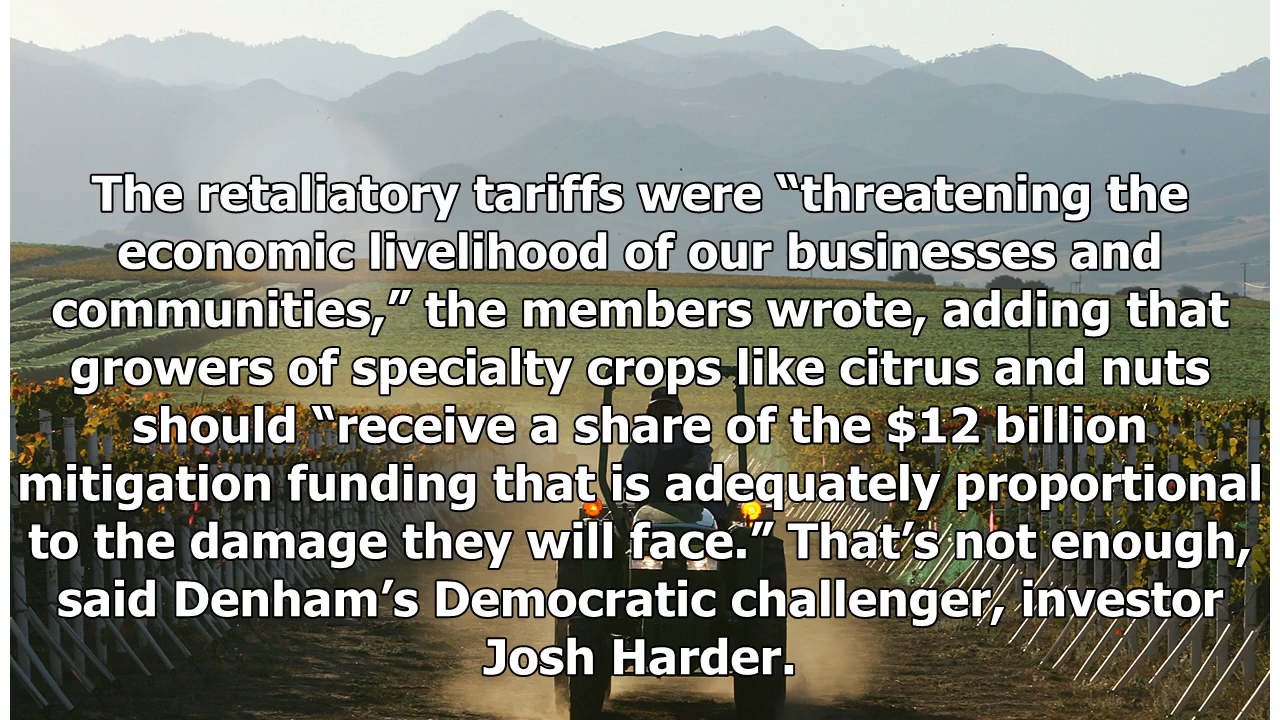 The retaliatory tariffs were “threatening the
economic livelihood of our businesses and
communities,” the members wrote, adding that
growers of specialty crops like citrus and nuts
should “receive a share of the $12 billion
mitigation funding that is adequately proportional
to the damage they will face.” That’s not enough,
said Denham’s Democratic challenger, investor
Josh Harder.